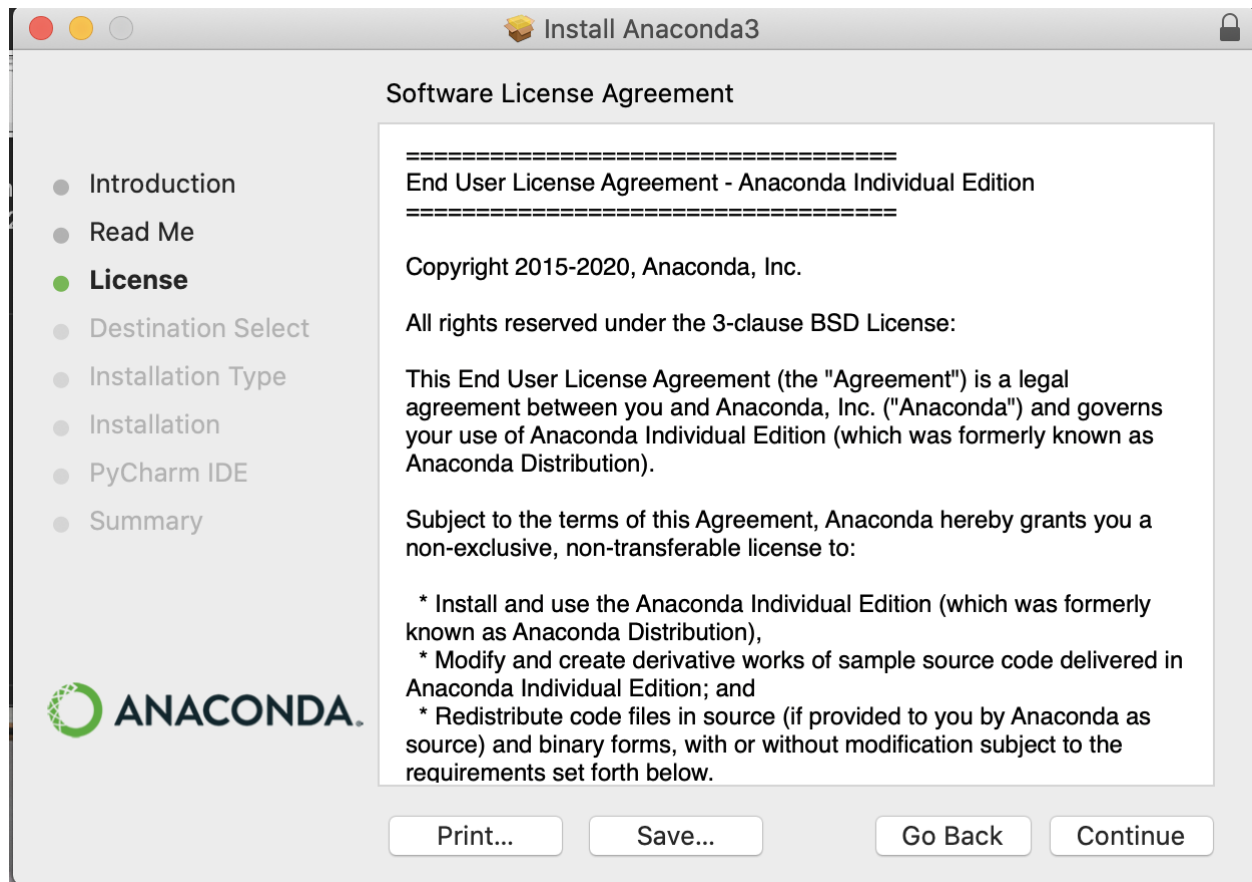 Install Anaconda3
Software License Agreement
Introduction
Read Me
License
Destination Select
Installation Type
Installation
PyCharm IDE
Summary
ANACONDA.
===================================
End User License Agreement - Anaconda Individual Edition
===================================
Copyright 2015-2020, Anaconda, Inc.
All rights reserved under the 3-clause BSD License:
This End User License Agreement (the "Agreement") is a legal
agreement between you and Anaconda, Inc. ("Anaconda") and governs
your use of Anaconda Individual Edition (which was formerly known as
Anaconda Distribution).
Subject to the terms of this Agreement, Anaconda hereby grants you a
non-exclusive, non-transferable license to:
* Install and use the Anaconda Individual Edition (which was formerly
known as Anaconda Distribution),
* Modify and create derivative works of sample source code delivered in
Anaconda Individual Edition; and
* Redistribute code files in source (if provided to you by Anaconda as
source) and binary forms, with or without modification subject to the
requirements set forth below.
Print...
Save...
Go Back
Continue